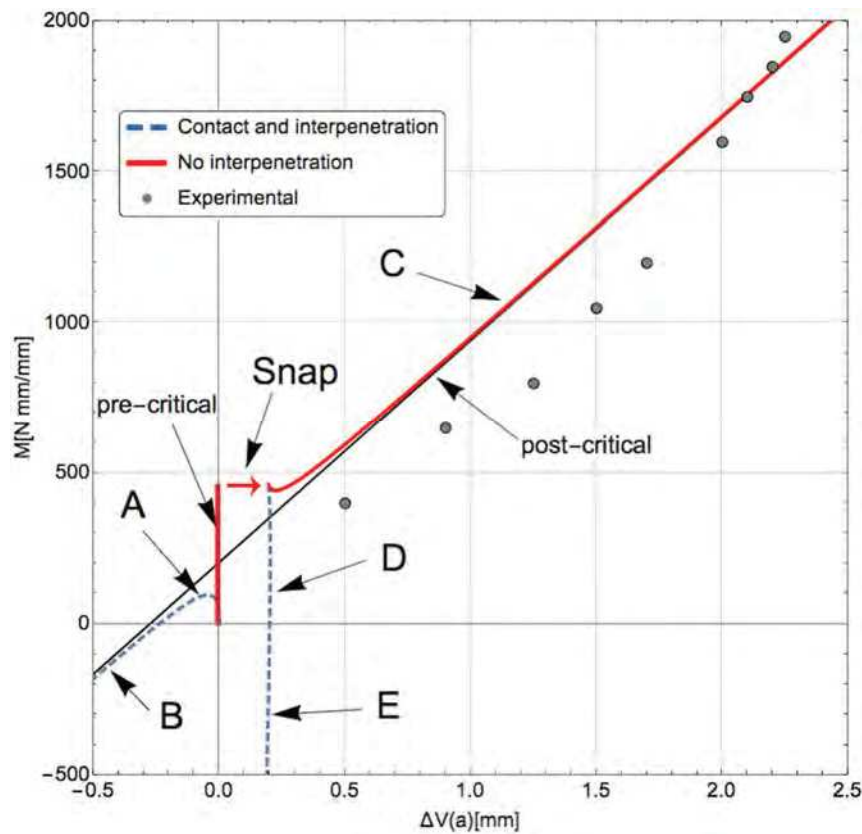 2000
1500
1000
500
0
−500
M[N mm/mm]
Contact and interpenetration
No interpenetration
Experimental
C
Snap
pre−critical
post−critical
A
D
B
E
−0.5
0.0
0.5
1.0
1.5
2.0
2.5
ΔV(a)[mm]